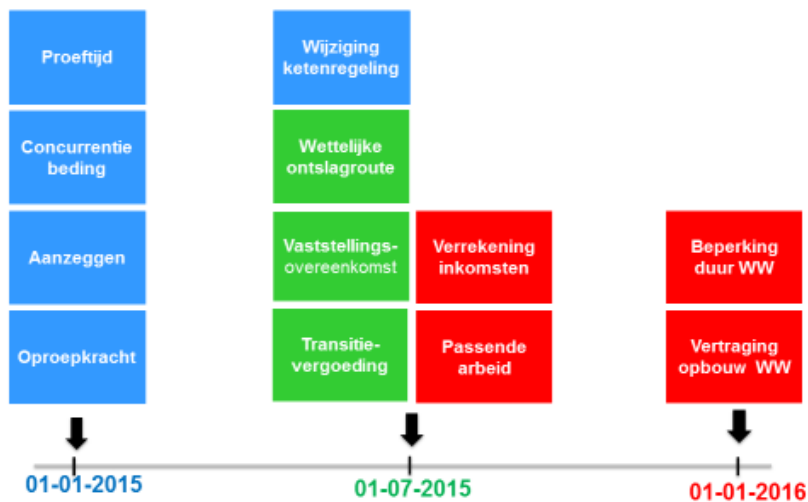 Proeftijd
Concurrentie
beding
Aanzeggen
Oproepkracht
Wijziging
ketenregeling
Wettelijke
ontslagroute
Vaststellings-
overeenkomst
Transitie-
vergoeding
Verrekening
inkomsten
Passende
arbeid
Beperking
duur WW
Vertraging
opbouw WW
01-01-2015
01-07-2015
01-01-2016